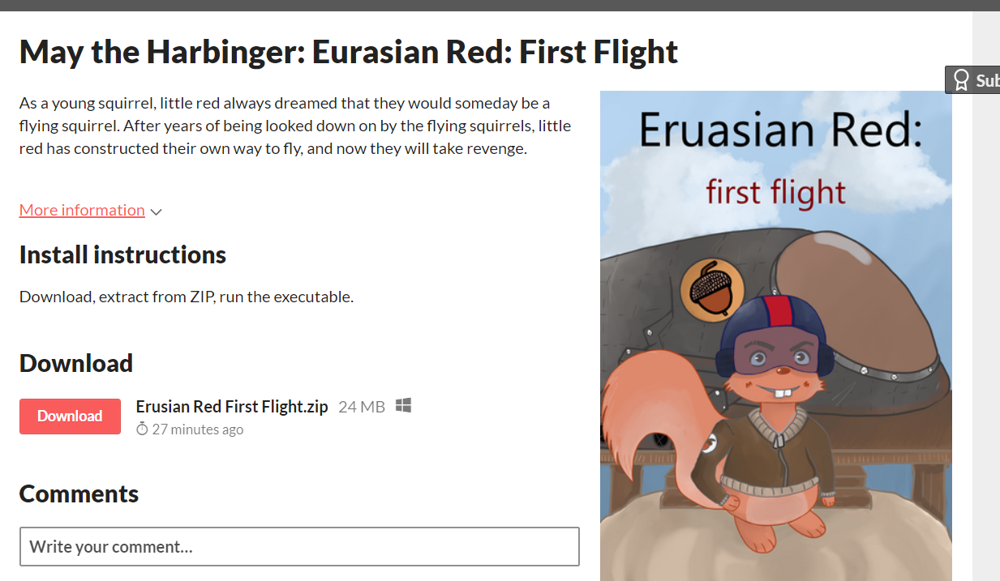 May the Harbinger: Eurasian Red: First Flight
Sub
As a young squirrel, little red always dreamed that they would someday be a
flying squirrel. After years of being looked down on by the flying squirrels, little
red has constructed their own way to fly, and now they will take revenge.
More information
Install instructions
Download, extract from ZIP, run the executable.
Download
Download
Erusian Red First Flight.zip 24 MB
27 minutes ago
Comments
Write your comment...
Eruasian Red:
first flight